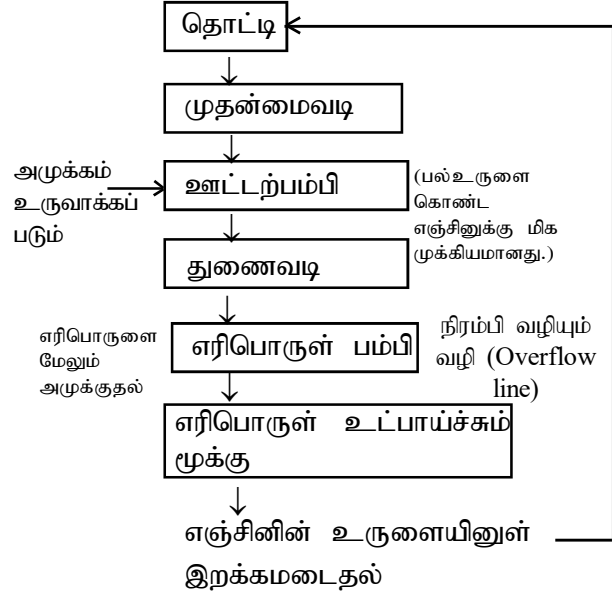 தொட்டி
முதன்மைவடி
அமுக்கம்
உருவாக்கப்
படும்
ஊட்டற்பம்பி
(பல்உருளை
கொண்ட
எஞ்சினுக்கு மிக
முக்கியமானது.)
துணைவடி
எரிபொருளை
மேலும்
அமுக்குதல்
எரிபொருள் பம்பி
நிரம்பி வழியும்
வழி (Overflow
line)
எரிபொருள் உட்பாய்ச்சும்
மூக்கு
எஞ்சினின் உருளையினுள்
இறக்கமடைதல்